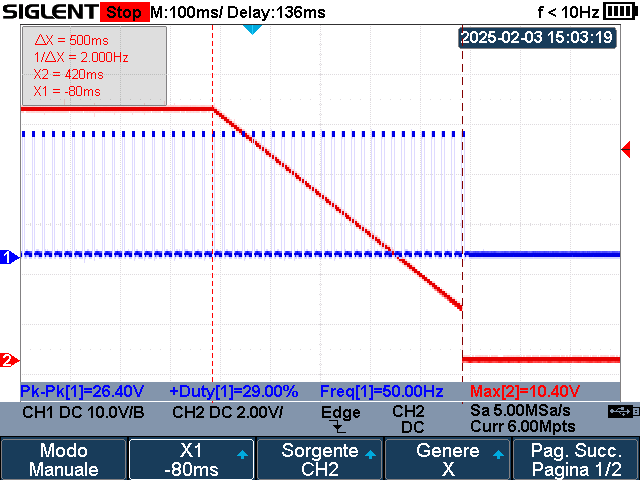 SIGLENT Stop M:100ms/ Delay:136ms f < 10Hz
2025-02-03 15:03:19
ΔX = 500ms
1/ΔX = 2.000Hz
X2 = 420ms
X1 = -80ms
1
2
Pk-Pk[1]=26.40V +Duty[1]=29.00% Freq[1]=50.00Hz Max[2]=10.40V
CH1 DC 10.0V/B CH2 DC 2.00V/ Edge CH2 Sa 5.00MSa/s
DC Curr 6.00Mpts
Modo X1 Sorgente Genere Pag. Succ.
Manuale -80ms CH2 X Pagina 1/2